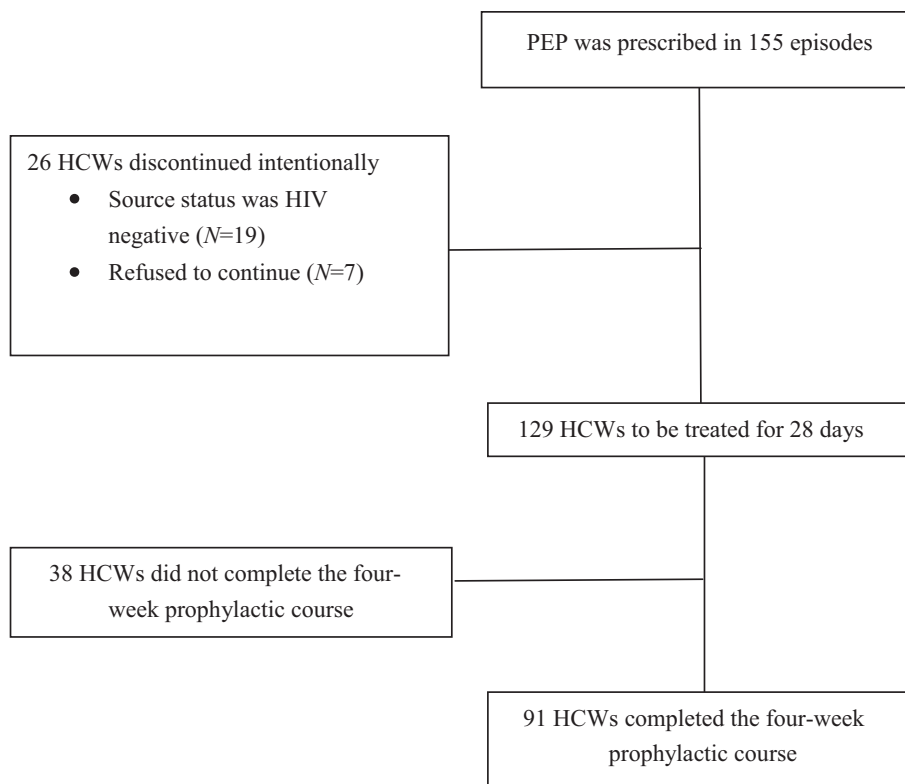 PEP was prescribed in 155 episodes
26 HCWs discontinued intentionally
• Source status was HIV
negative (N=19)
• Refused to continue (N=7)
129 HCWs to be treated for 28 days
38 HCWs did not complete the four-
week prophylactic course
91 HCWs completed the four-week
prophylactic course